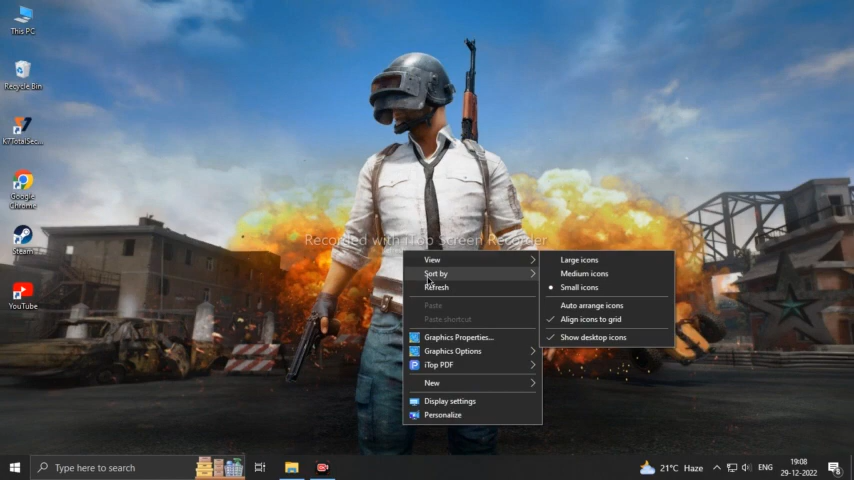 This PC
Recycle Bin
K7TotalSec...
Google
Chrome
Steam
YouTube
Recorded with iTop Screen Recorder
View
Sort by
Refresh
Paste
Paste shortcut
Graphics Properties...
Graphics Options
iTop PDF
New
Display settings
Personalize
Large icons
Medium icons
Small icons
Auto arrange icons
Align icons to grid
Show desktop icons
Type here to search
21°C Haze
ENG
19:08
29-12-2022
8